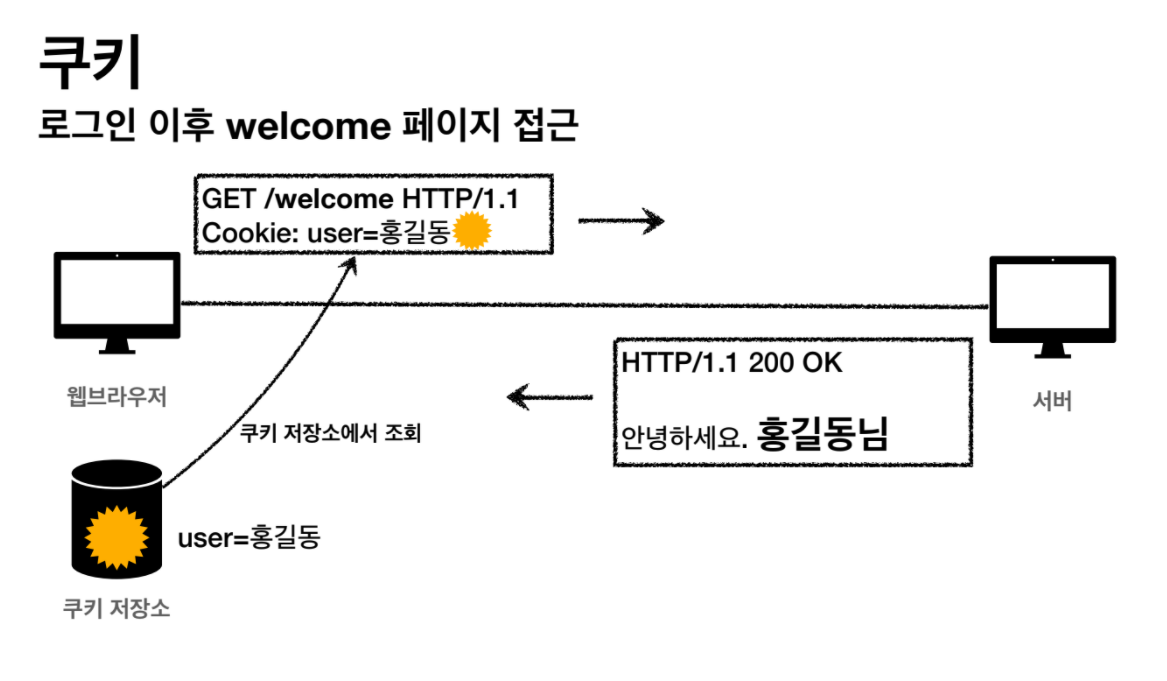 쿠키
로그인 이후 welcome 페이지 접근
GET /welcome HTTP/1.1
Cookie: user=홍길동
웹브라우저
서버
HTTP/1.1 200 OK
안녕하세요. 홍길동님
쿠키 저장소에서 조회
user=홍길동
쿠키 저장소